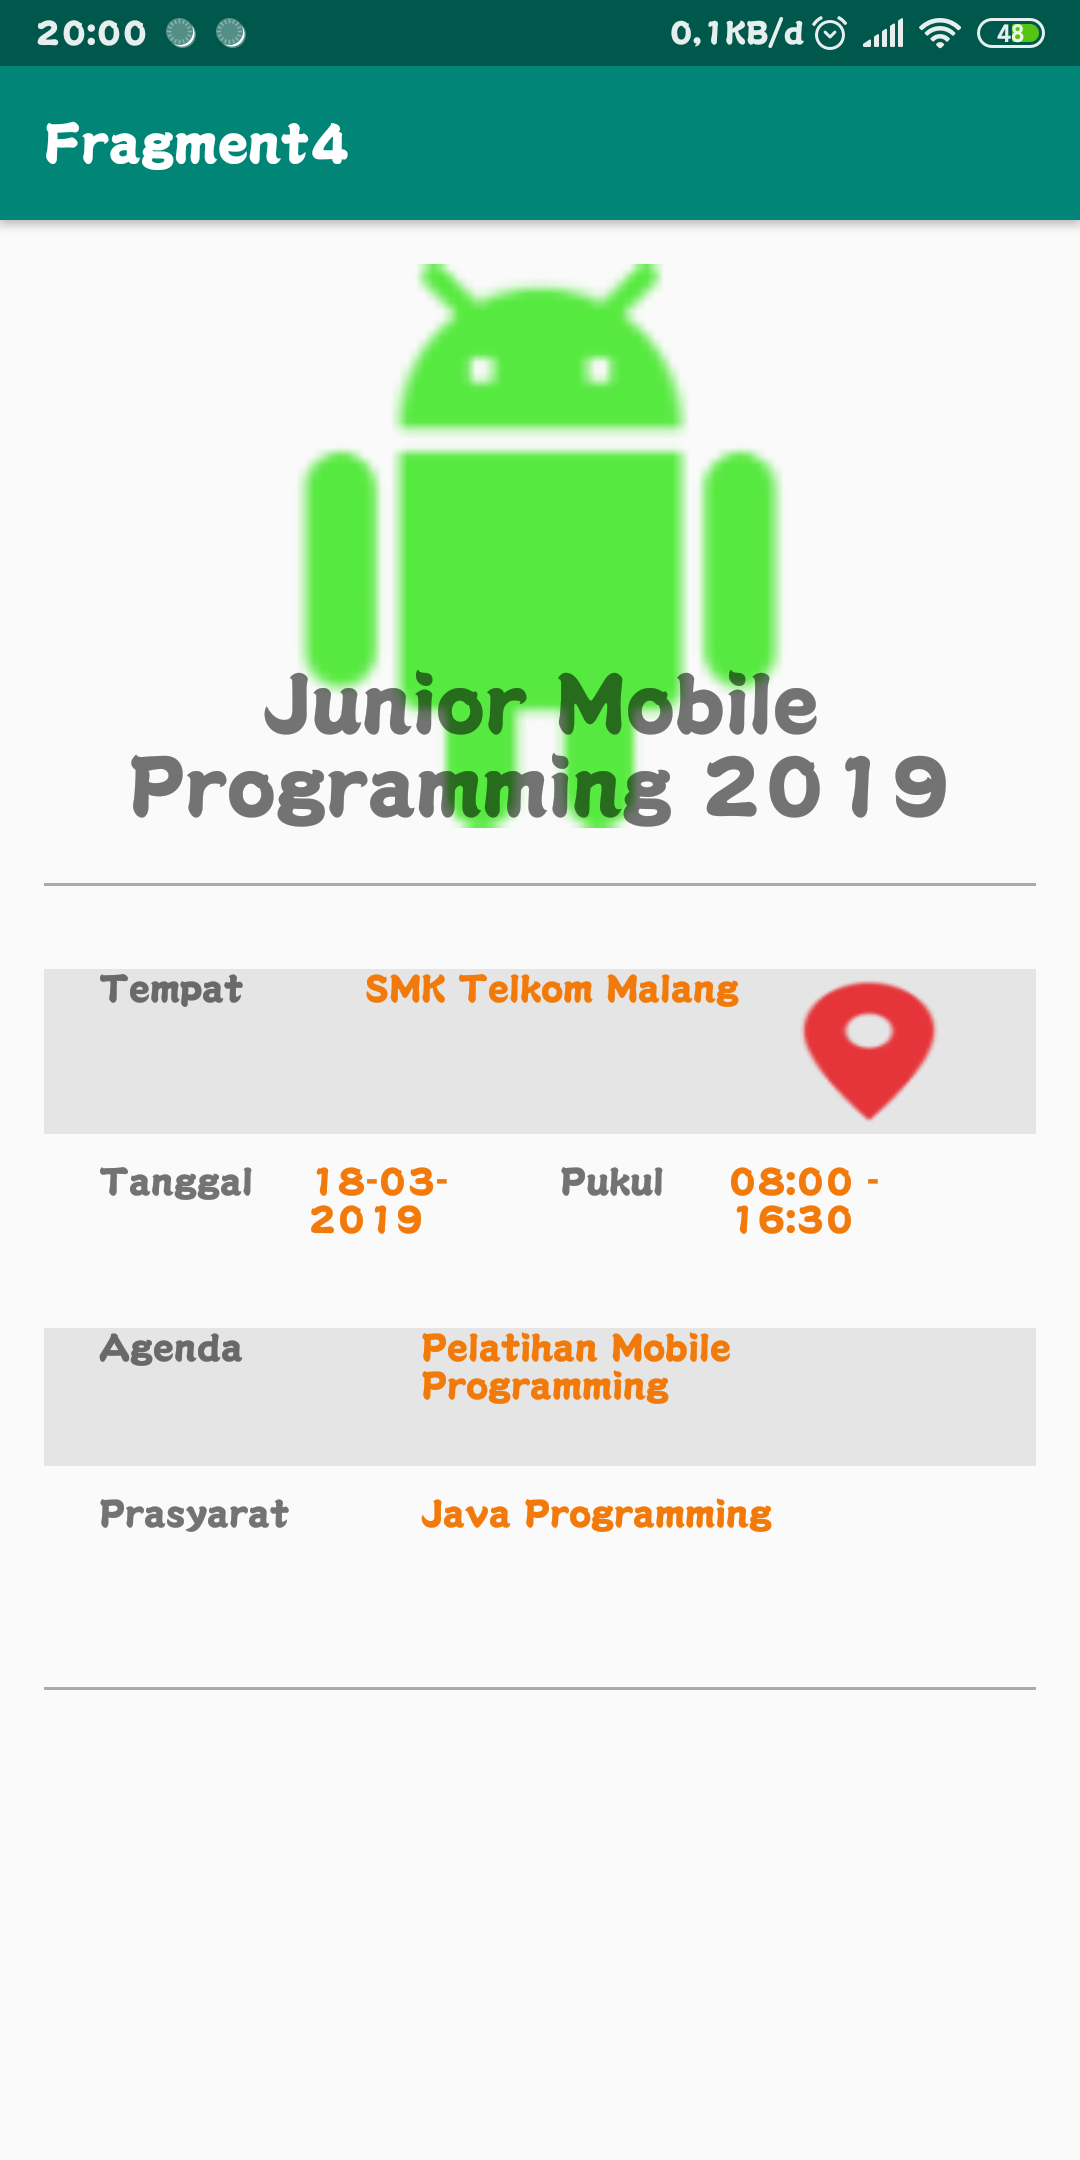 20:00 0,1KB/d 48
Fragment4
Junior Mobile
Programming 2019
Tempat SMK Telkom Malang
Tanggal 18-03-2019 Pukul 08:00 - 16:30
Agenda Pelatihan Mobile
Programming
Prasyarat Java Programming